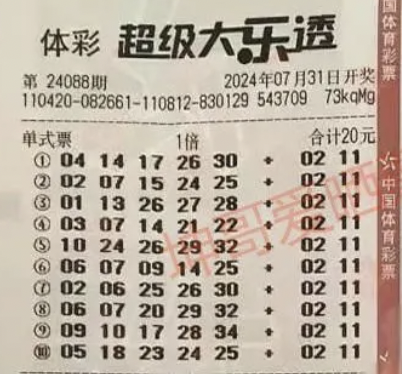 体彩 超级大乐透
第 24088期 2024年07月31日开奖
110420-082661-110812-830129 543709 73kqMg
单式票 1倍 合计20元
① 04 14 17 26 30 + 02 11
② 02 07 15 24 25 + 02 11
③ 01 13 26 27 28 + 02 11
④ 03 07 14 21 22 + 02 11
⑤ 10 24 26 29 32 + 02 11
⑥ 06 07 09 14 25 + 02 11
⑦ 02 06 25 26 30 + 02 11
⑧ 06 07 20 29 32 + 02 11
⑨ 09 10 17 28 34 + 02 11
⑩ 05 18 23 24 25 + 02 11
坤哥爱晒
国体育彩票
中国体育彩票